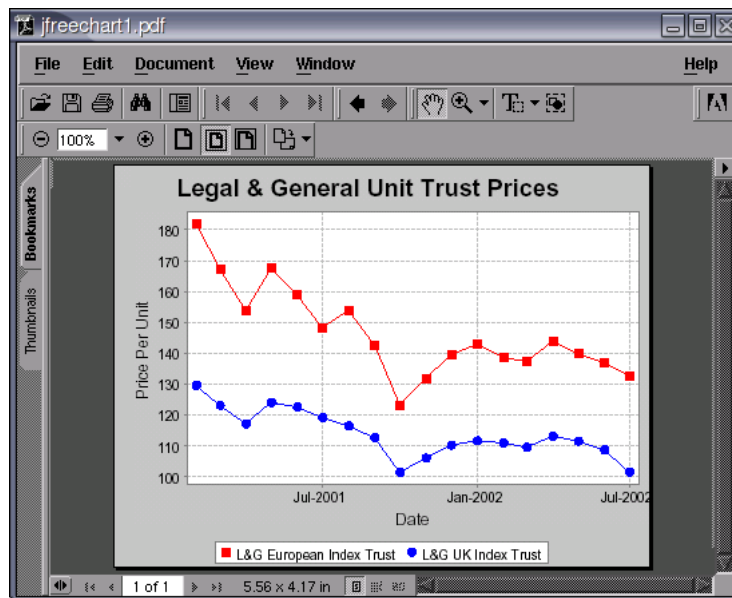 jfreechart1.pdf
File Edit Document View Window Help
100%
Bookmarks
Thumbnails
Legal & General Unit Trust Prices
Price Per Unit
180
170
160
150
140
130
120
110
100
Jul-2001 Jan-2002 Jul-2002
Date
L&G European Index Trust L&G UK Index Trust
1 of 1 5.56 x 4.17 in